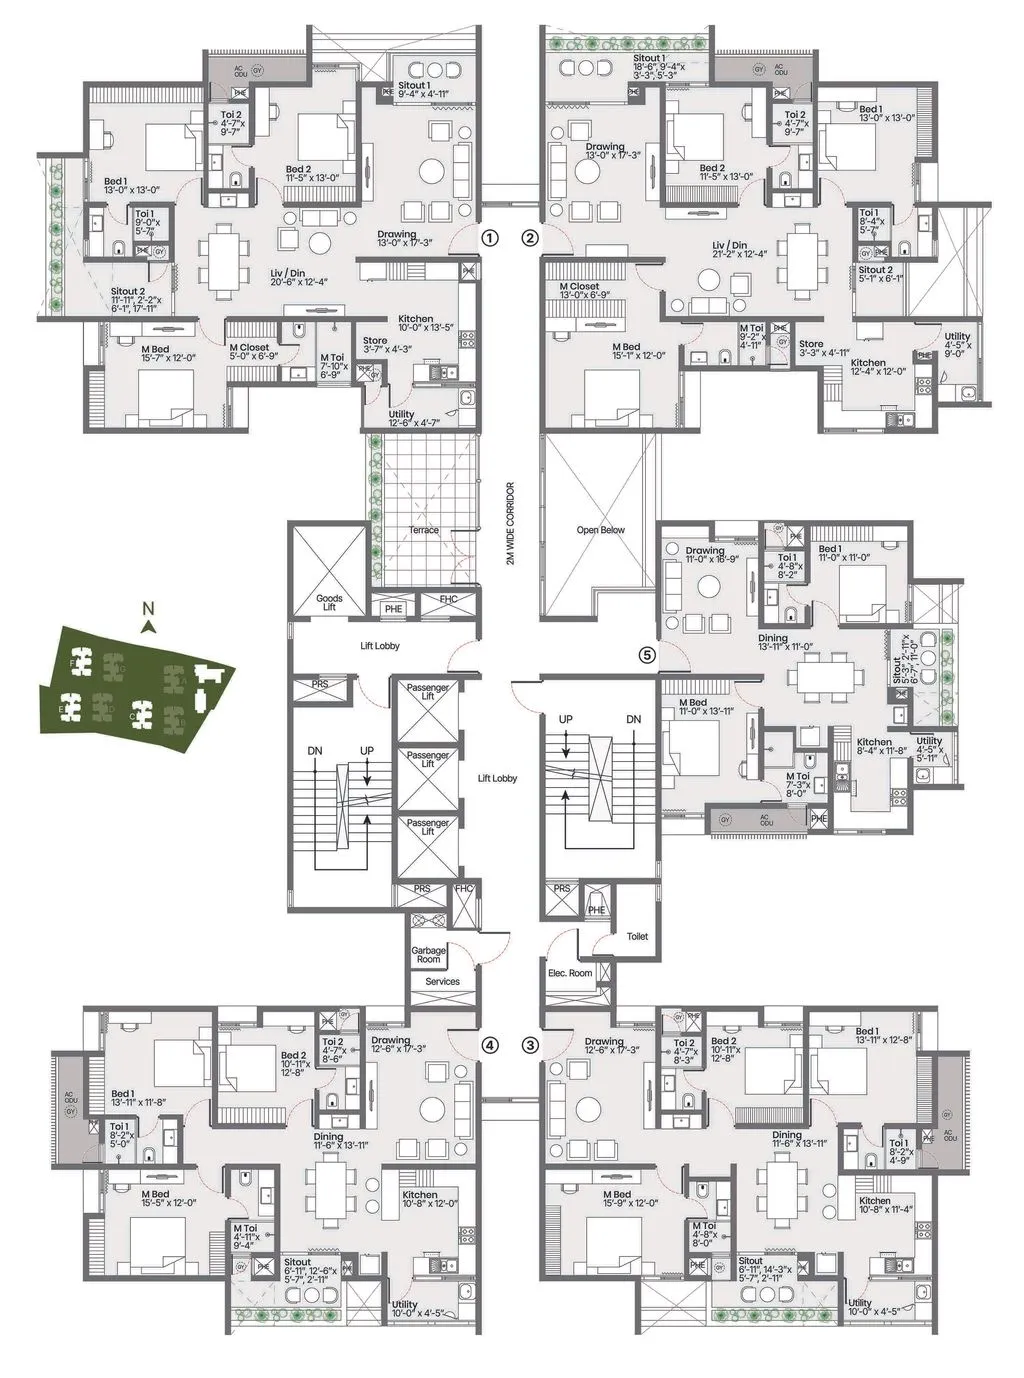 AC
ODU
GY
PHE
Sitout 1
9'-4" x 4'-11"
Toi 2
4'-7"x
9'-7"
Bed 1
13'-0" x 13'-0"
Bed 2
11'-5" x 13'-0"
Toi 1
9'-0"x
5'-7"
PHE
GY
Drawing
13'-0" x 17'-3"
1
Liv / Din
20'-6" x 12'-4"
Sitout 2
11'-11", 2'-2"x
6'-1", 17'-11"
PHE
Kitchen
10'-0" x 13'-5"
M Bed
15'-7" x 12'-0"
M Closet
5'-0" x 6'-9"
M Toi
7'-10"x
6'-9"
Store
3'-7" x 4'-3"
PHE
GY
Utility
12'-6" x 4'-7"
Sitout 1
18'-6", 9'-4"x
3'-3", 5'-3"
PHE
GY
AC
ODU
PHE
Drawing
13'-0" x 17'-3"
Bed 2
11'-5" x 13'-0"
Toi 2
4'-7"x
9'-7"
Bed 1
13'-0" x 13'-0"
2
Toi 1
8'-4"x
5'-7"
GY
PHE
Liv / Din
21'-2" x 12'-4"
Sitout 2
5'-1" x 6'-1"
M Closet
13'-0"x 6'-9"
M Bed
15'-1" x 12'-0"
M Toi
9'-2"x
4'-11"
PHE
GY
Store
3'-3" x 4'-11"
Kitchen
12'-4" x 12'-0"
PHE
Utility
4'-5"x
9'-0"
Terrace
2M WIDE CORRIDOR
Open Below
Goods
Lift
PHE
FHC
Lift Lobby
PRS
Passenger
Lift
Passenger
Lift
Passenger
Lift
DN
UP
Lift Lobby
UP
DN
PRS
FHC
PRS
PHE
Toilet
Garbage
Room
Services
Elec. Room
N
F
G
A
E
D
C
B
Drawing
11'-0" x 16'-9"
GY
PHE
Toi 1
4'-8"x
8'-2"
Bed 1
11'-0" x 11'-0"
5
Dining
13'-11"x 11'-0"
Sitout
5'-3", 2'-11"x
6'-7", 11'-0"
PHE
M Bed
11'-0" x 13'-11"
M Toi
7'-3"x
8'-0"
Kitchen
8'-4" x 11'-8"
Utility
4'-5"x
5'-11"
GY
AC
ODU
PHE
PHE
GY
Drawing
12'-6" x 17'-3"
4
Bed 2
10'-11"x
12'-8"
Toi 2
4'-7"x
8'-6"
Bed 1
13'-11" x 11'-8"
AC
ODU
GY
Toi 1
8'-2"x
5'-0"
Dining
11'-6" x 13'-11"
M Bed
15'-5" x 12'-0"
M Toi
4'-11"x
9'-4"
Kitchen
10'-8" x 12'-0"
GY
PHE
Sitout
6'-11", 12'-6"x
5'-7", 2'-11"
PHE
Utility
10'-0" x 4'-5"
3
Drawing
12'-6" x 17'-3"
GY
PHE
Toi 2
4'-7"x
8'-3"
Bed 2
10'-11"x
12'-8"
Bed 1
13'-11" x 12'-8"
GY
AC
ODU
PHE
Dining
11'-6" x 13'-11"
Toi 1
8'-2"x
4'-9"
M Bed
15'-9" x 12'-0"
M Toi
4'-8"x
8'-0"
Kitchen
10'-8" x 11'-4"
PHE
GY
Sitout
6'-11", 14'-3"x
5'-7", 2'-11"
PHE
Utility
10'-0" x 4'-5"